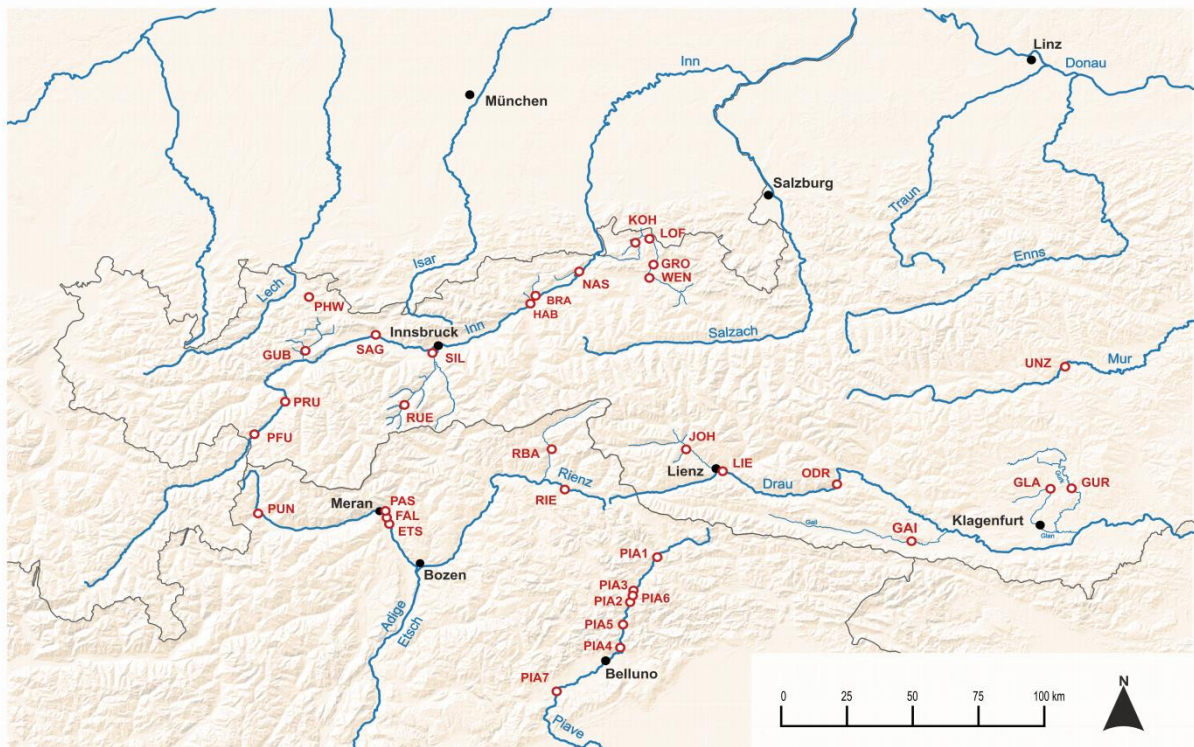 Linz
Donau
Inn
München
Salzburg
Traun
KOH
LOF
Isar
Enns
GRO
WEN
NAS
Lech
BRA
PHW
HAB
Innsbruck
Inn
Salzach
GUB
SAG
SIL
Mur
UNZ
PRU
RUE
PFU
RBA
JOH
Lienz
LIE
Rienz
Drau
ODR
GLA
GUR
Gurk
RIE
Meran
PAS
FAL
ETS
PUN
Klagenfurt
Gail
GAI
Glan
PIA1
Bozen
PIA3
PIA6
PIA2
Adige
Etsch
PIA5
PIA4
Belluno
PIA7
Piave
N
0 25 50 75 100 km